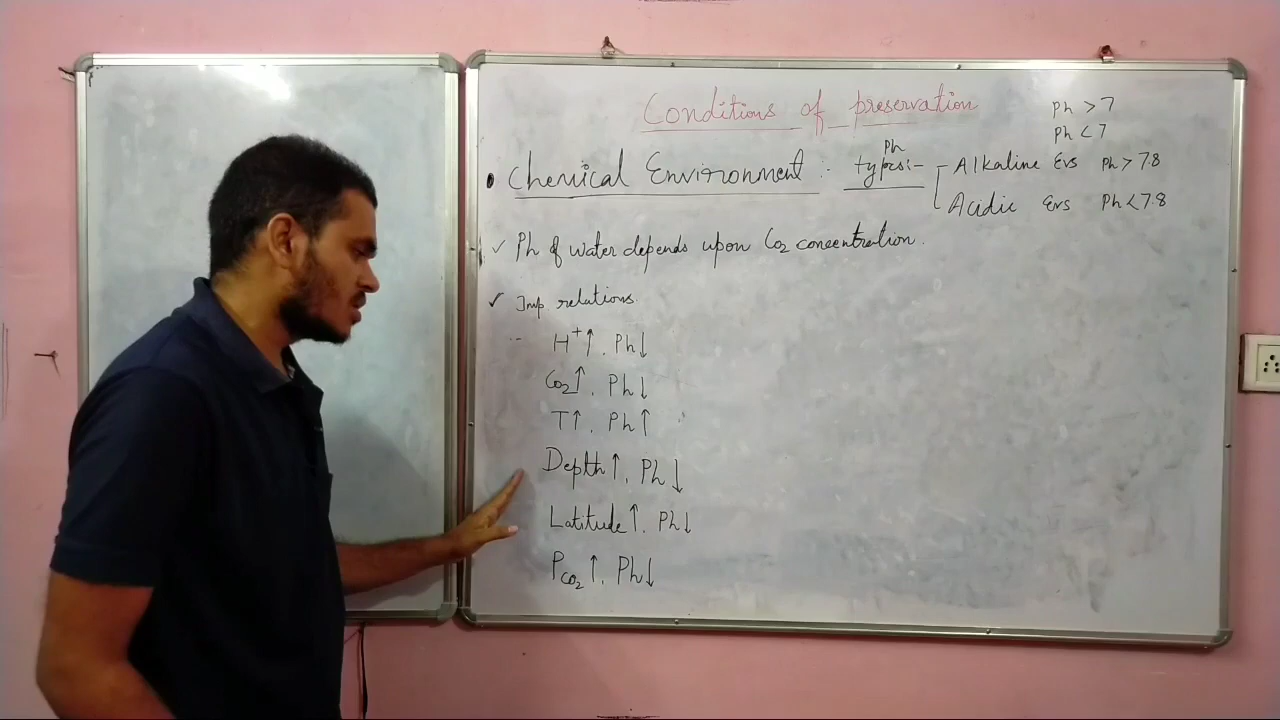 Conditions of preservation
Ph > 7
Ph < 7
• Chemical Environment :- Ph types:- Alkaline Evs Ph > 7.8
Acidic Evs Ph < 7.8
✓ Ph of water depends upon Co2 concentration.
✓ Imp. relations.
H+↑, Ph↓
Co2↑, Ph↓
T↑, Ph↑
Depth↑, Ph↓
Latitude↑, Ph↓
PCO2↑, Ph↓